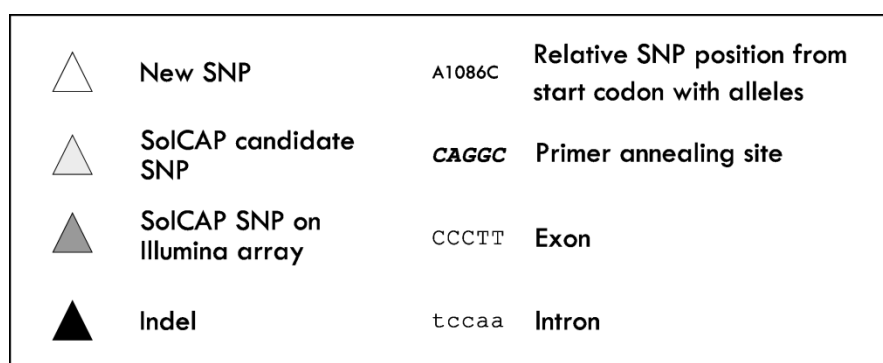 New SNP
A1086C
Relative SNP position from
start codon with alleles
SolCAP candidate
SNP
CAGGC
Primer annealing site
SolCAP SNP on
Illumina array
CCCTT
Exon
Indel
tccaa
Intron